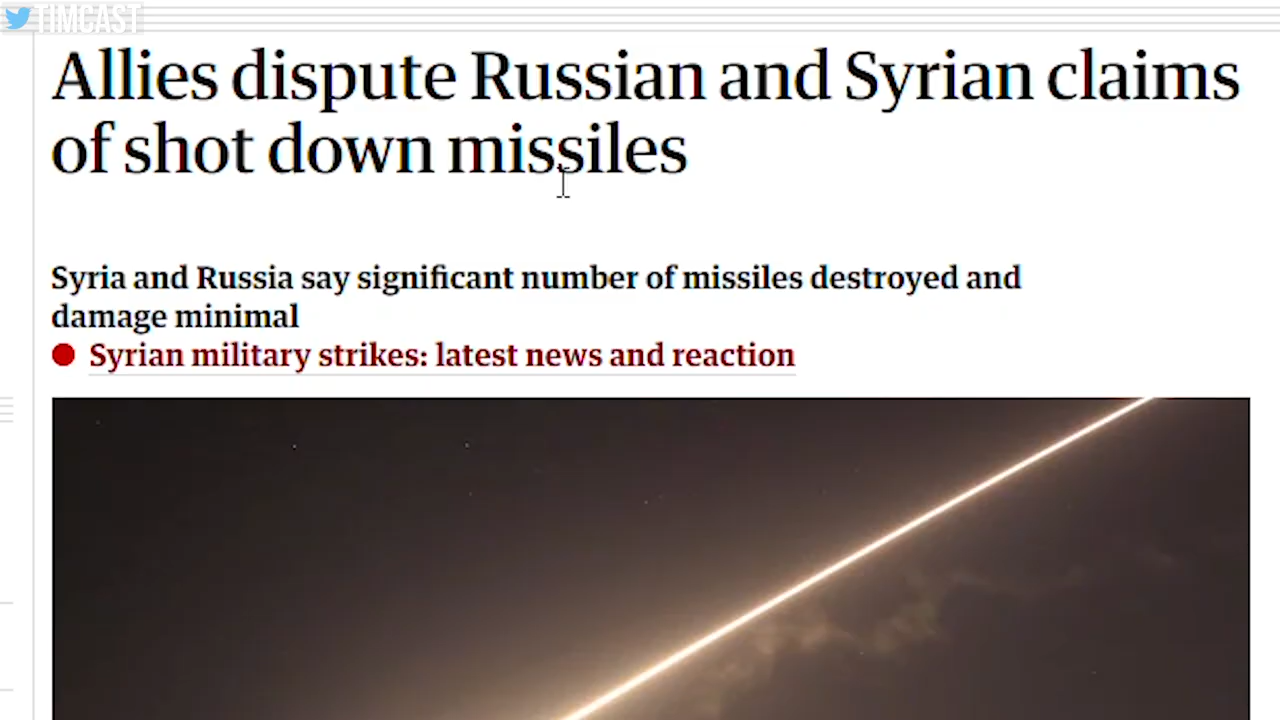 TIMCAST
Allies dispute Russian and Syrian claims
of shot down missiles
Syria and Russia say significant number of missiles destroyed and
damage minimal
Syrian military strikes: latest news and reaction